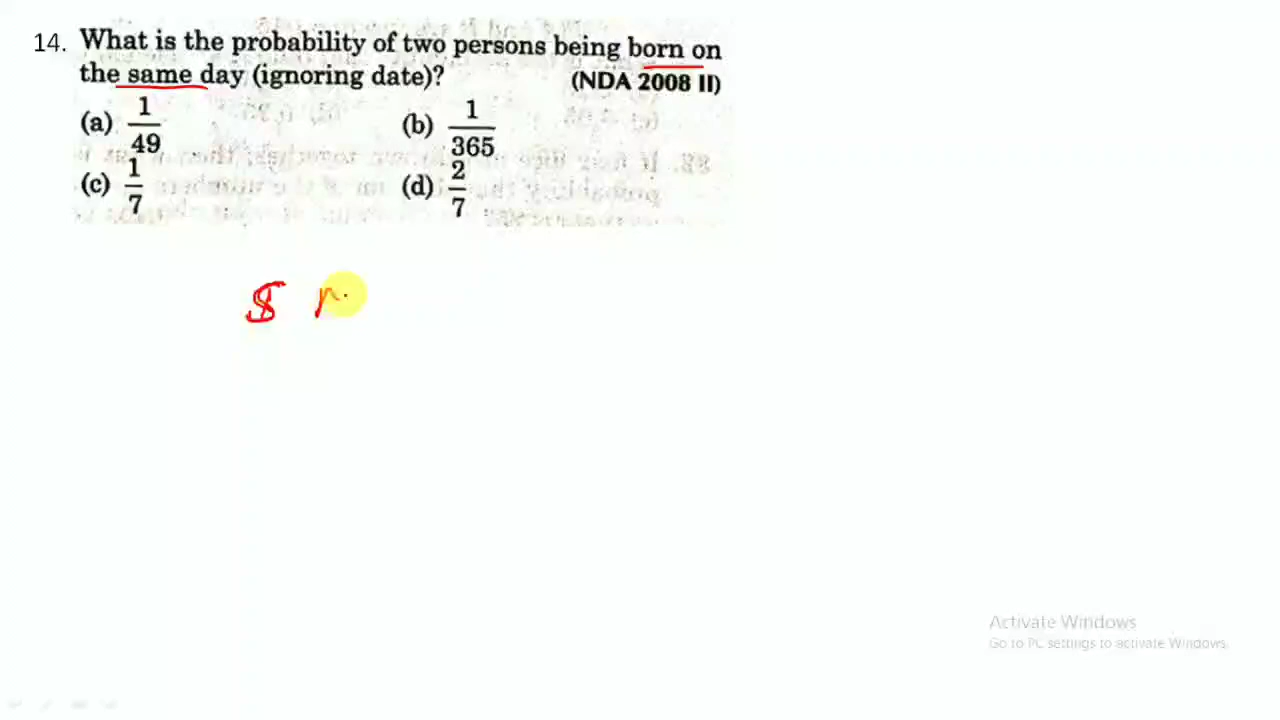 14. What is the probability of two persons being born on
the same day (ignoring date)? (NDA 2008 II)
(a) 1/49 (b) 1/365
(c) 1/7 (d) 2/7
S M
Activate Windows
Go to PC settings to activate Windows.